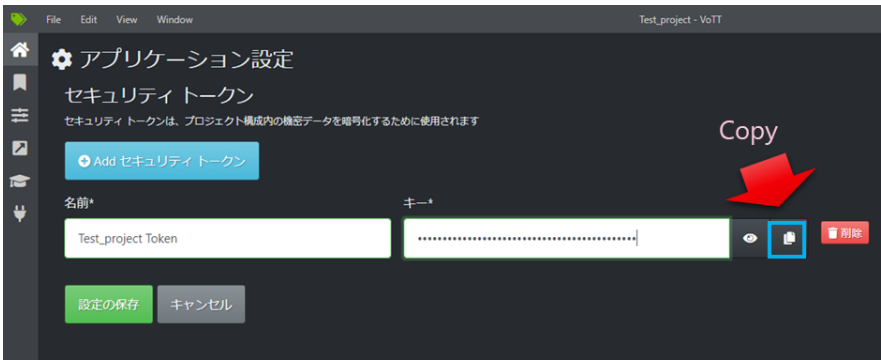 File Edit View Window Test_project - VoTT
アプリケーション設定
セキュリティ トークン
セキュリティ トークンは、プロジェクト構成内の機密データを暗号化するために使用されます
Copy
Add セキュリティ トークン
名前* キー*
Test_project Token ••••••••••••••••••••••••••••••••••••••••••••
削除
設定の保存 キャンセル